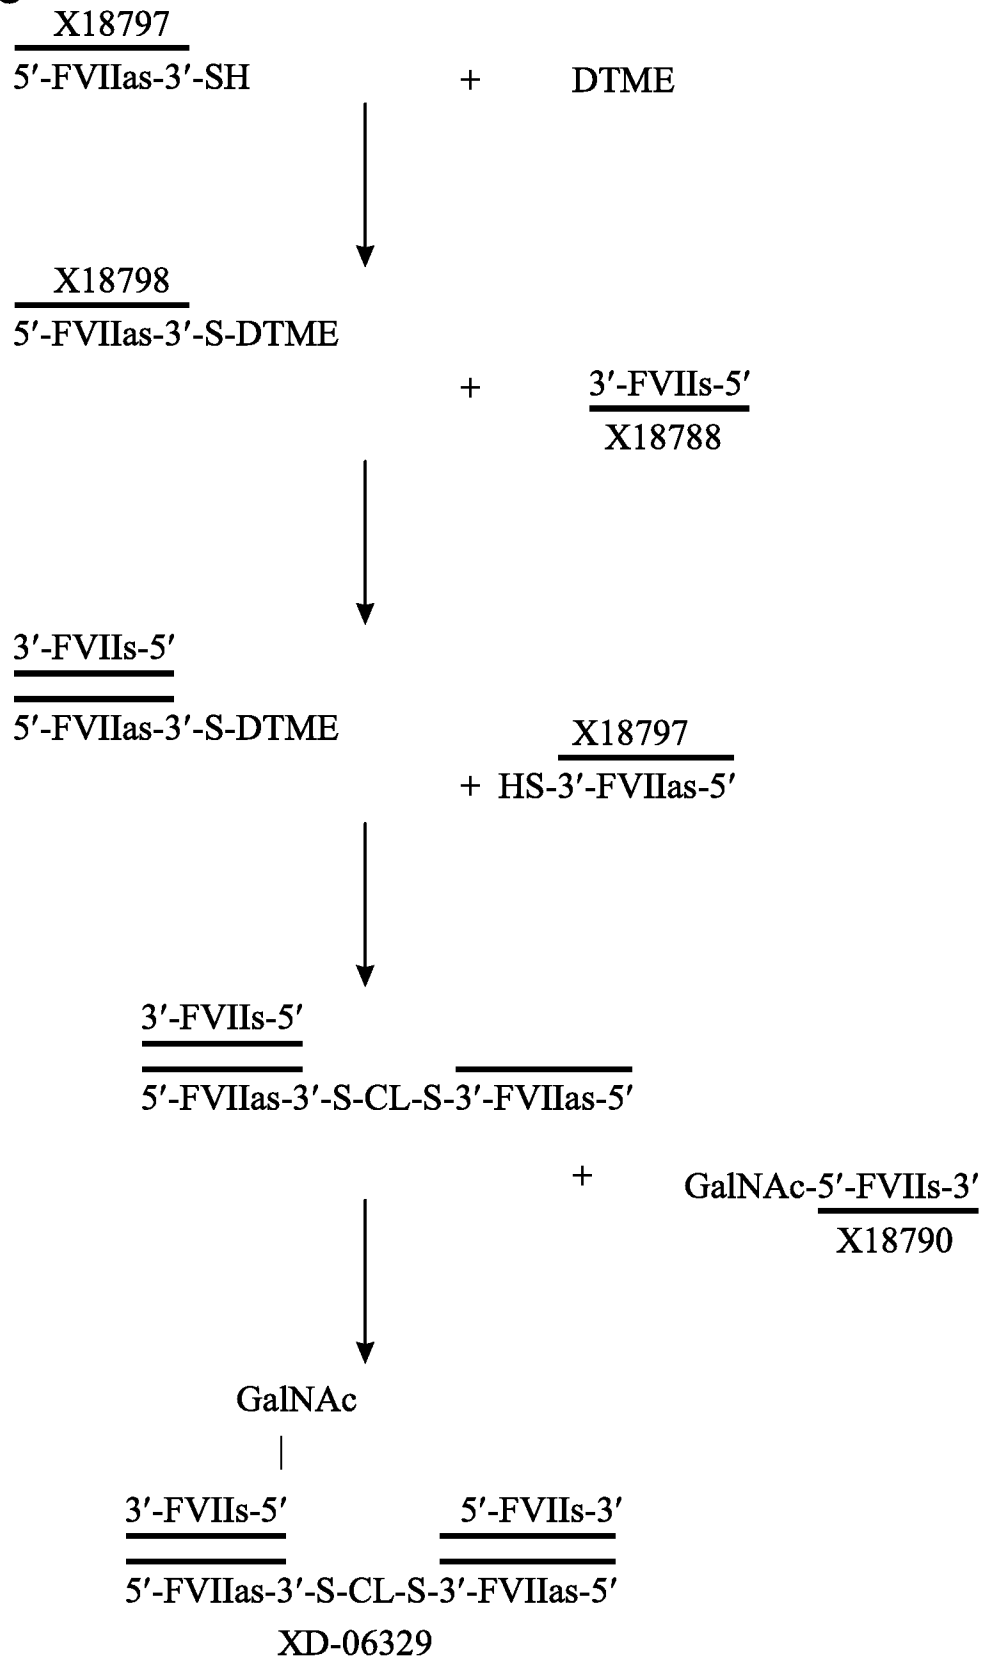 X18797
5′-FVIIas-3′-SH + DTME
X18798
5′-FVIIas-3′-S-DTME
+ 3′-FVIIs-5′
X18788
3′-FVIIs-5′
5′-FVIIas-3′-S-DTME
X18797
+ HS-3′-FVIIas-5′
3′-FVIIs-5′
5′-FVIIas-3′-S-CL-S-3′-FVIIas-5′
+ GalNAc-5′-FVIIs-3′
X18790
GalNAc
3′-FVIIs-5′ 5′-FVIIs-3′
5′-FVIIas-3′-S-CL-S-3′-FVIIas-5′
XD-06329